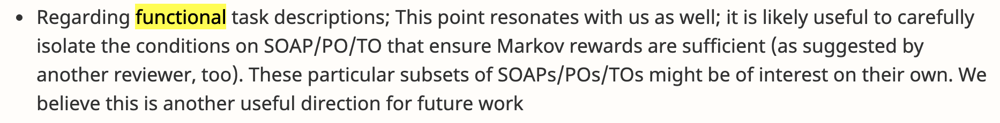 • Regarding functional task descriptions; This point resonates with us as well; it is likely useful to carefully
isolate the conditions on SOAP/PO/TO that ensure Markov rewards are sufficient (as suggested by
another reviewer, too). These particular subsets of SOAPs/POs/TOs might be of interest on their own. We
believe this is another useful direction for future work